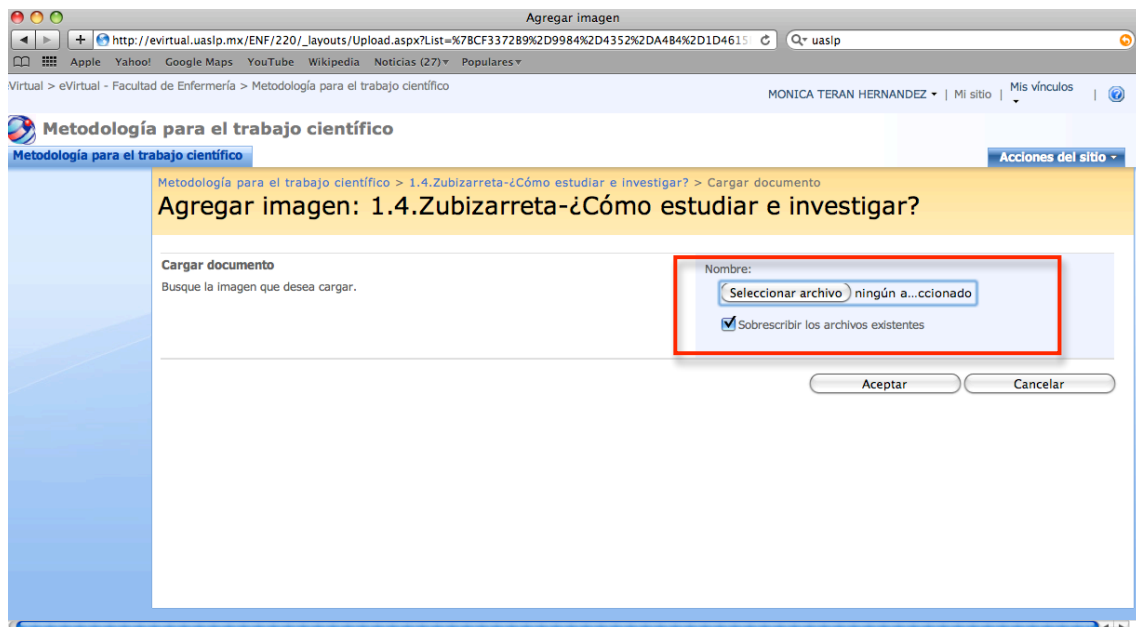 Agregar imagen
http://evirtual.uaslp.mx/ENF/220/_layouts/Upload.aspx?List=%7BCF3372B9%2D9984%2D4352%2DA4B4%2D1D4615
uaslp
Apple Yahoo! Google Maps YouTube Wikipedia Noticias (27) Populares
Virtual > eVirtual - Facultad de Enfermería > Metodología para el trabajo científico
MONICA TERAN HERNANDEZ | Mi sitio | Mis vínculos |
Metodología para el trabajo científico
Metodología para el trabajo científico
Acciones del sitio
Metodología para el trabajo científico > 1.4.Zubizarreta-¿Cómo estudiar e investigar? > Cargar documento
Agregar imagen: 1.4.Zubizarreta-¿Cómo estudiar e investigar?
Cargar documento
Busque la imagen que desea cargar.
Nombre:
Seleccionar archivo ningún a...ccionado
Sobrescribir los archivos existentes
Aceptar Cancelar